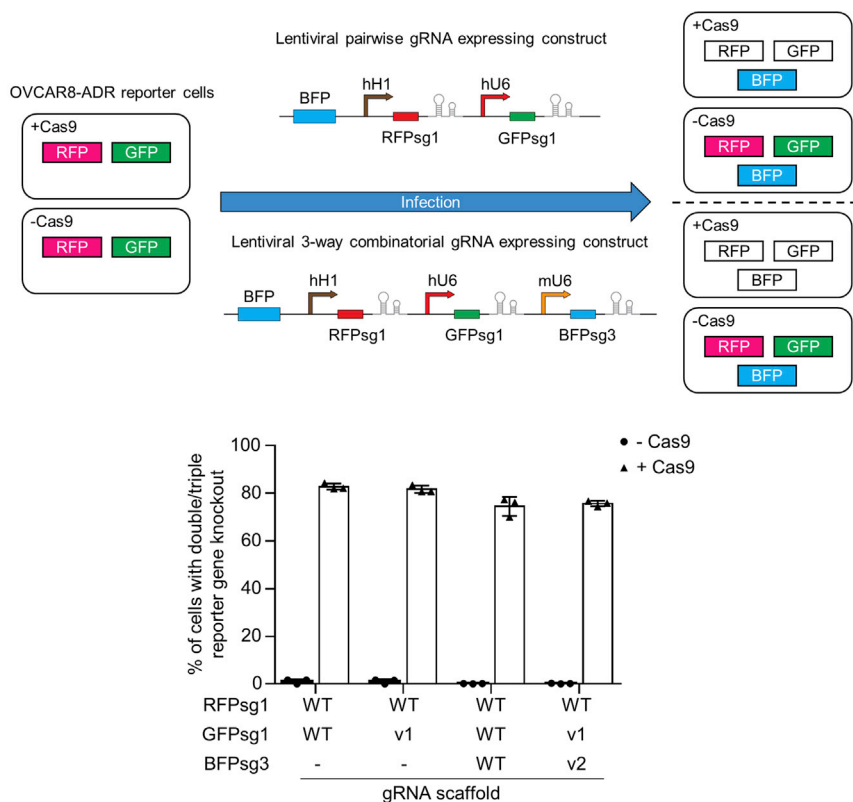 Lentiviral pairwise gRNA expressing construct
OVCAR8-ADR reporter cells
+Cas9
RFP GFP
-Cas9
RFP GFP
BFP hH1 hU6
RFPsg1 GFPsg1
Infection
Lentiviral 3-way combinatorial gRNA expressing construct
BFP hH1 hU6 mU6
RFPsg1 GFPsg1 BFPsg3
+Cas9
RFP GFP
BFP
-Cas9
RFP GFP
BFP
+Cas9
RFP GFP
BFP
-Cas9
RFP GFP
BFP
% of cells with double/triple
reporter gene knockout
100
80
60
40
20
0
- Cas9
+ Cas9
RFPsg1 WT WT WT WT
GFPsg1 WT v1 WT v1
BFPsg3 - - WT v2
gRNA scaffold